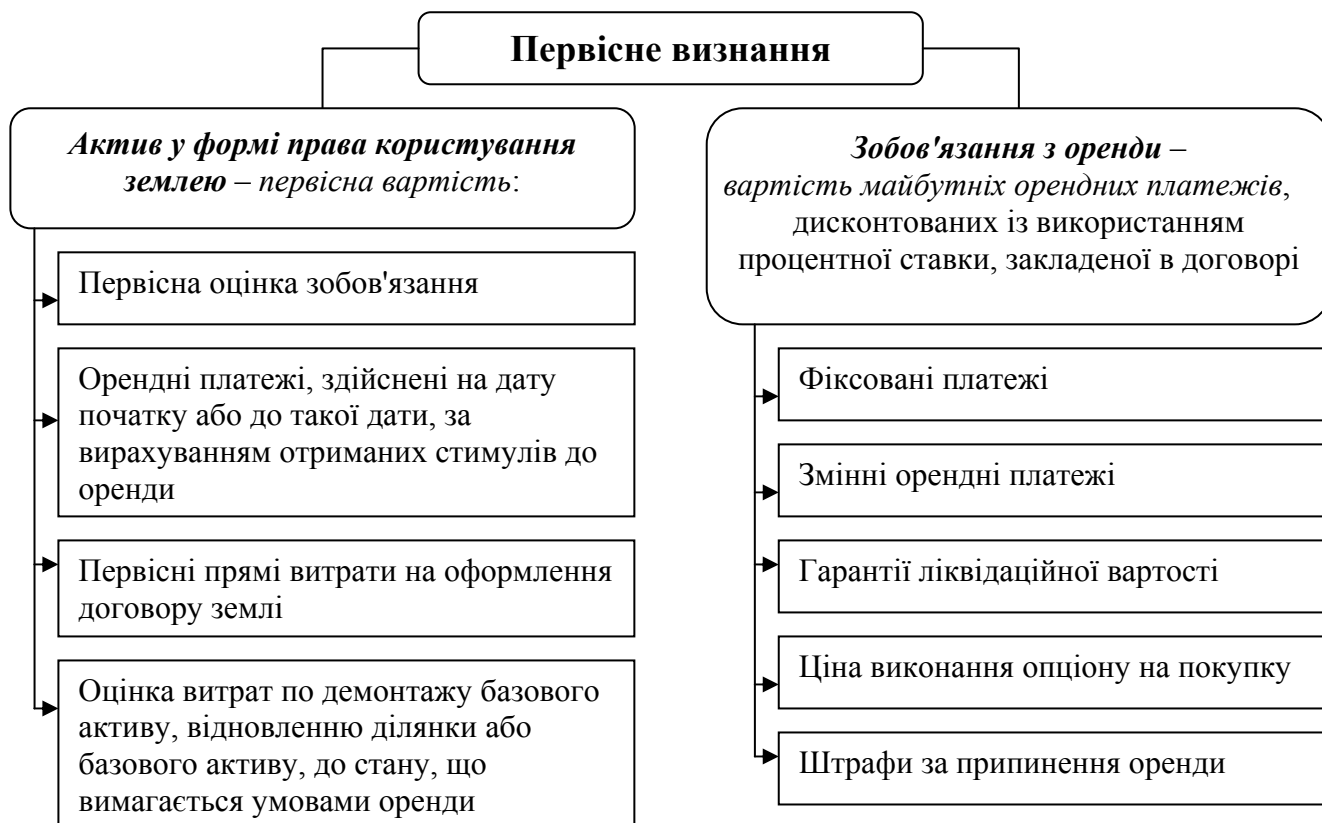 Первісне визнання
Актив у формі права користування
землею – первісна вартість:
Первісна оцінка зобов'язання
Орендні платежі, здійснені на дату
початку або до такої дати, за
вирахуванням отриманих стимулів до
оренди
Первісні прямі витрати на оформлення
договору землі
Оцінка витрат по демонтажу базового
активу, відновленню ділянки або
базового активу, до стану, що
вимагається умовами оренди
Зобов'язання з оренди –
вартість майбутніх орендних платежів,
дисконтованих із використанням
процентної ставки, закладеної в договорі
Фіксовані платежі
Змінні орендні платежі
Гарантії ліквідаційної вартості
Ціна виконання опціону на покупку
Штрафи за припинення оренди